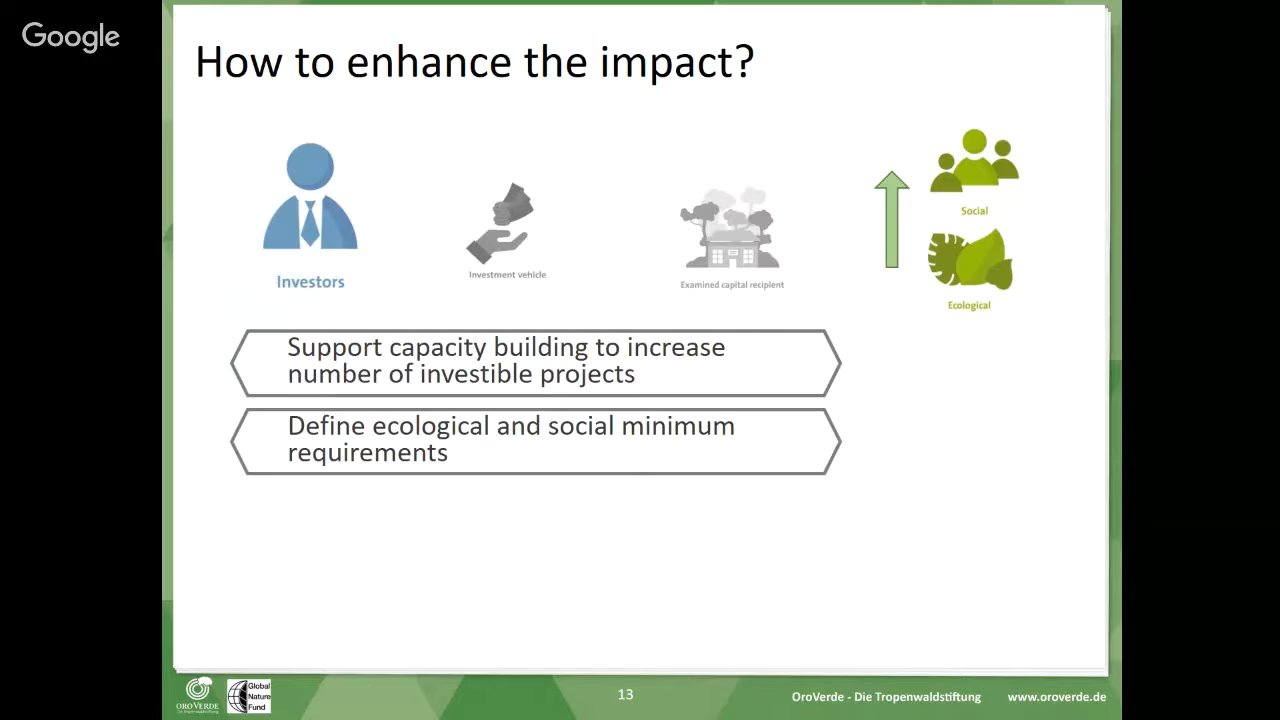 Google
How to enhance the impact?
Investors
Investment vehicle
Examined capital recipient
Social
Ecological
Support capacity building to increase
number of investible projects
Define ecological and social minimum
requirements
OROVERDE
Die Tropenwaldstiftung
Global
Nature
Fund
13
OroVerde - Die Tropenwaldstiftung
www.oroverde.de